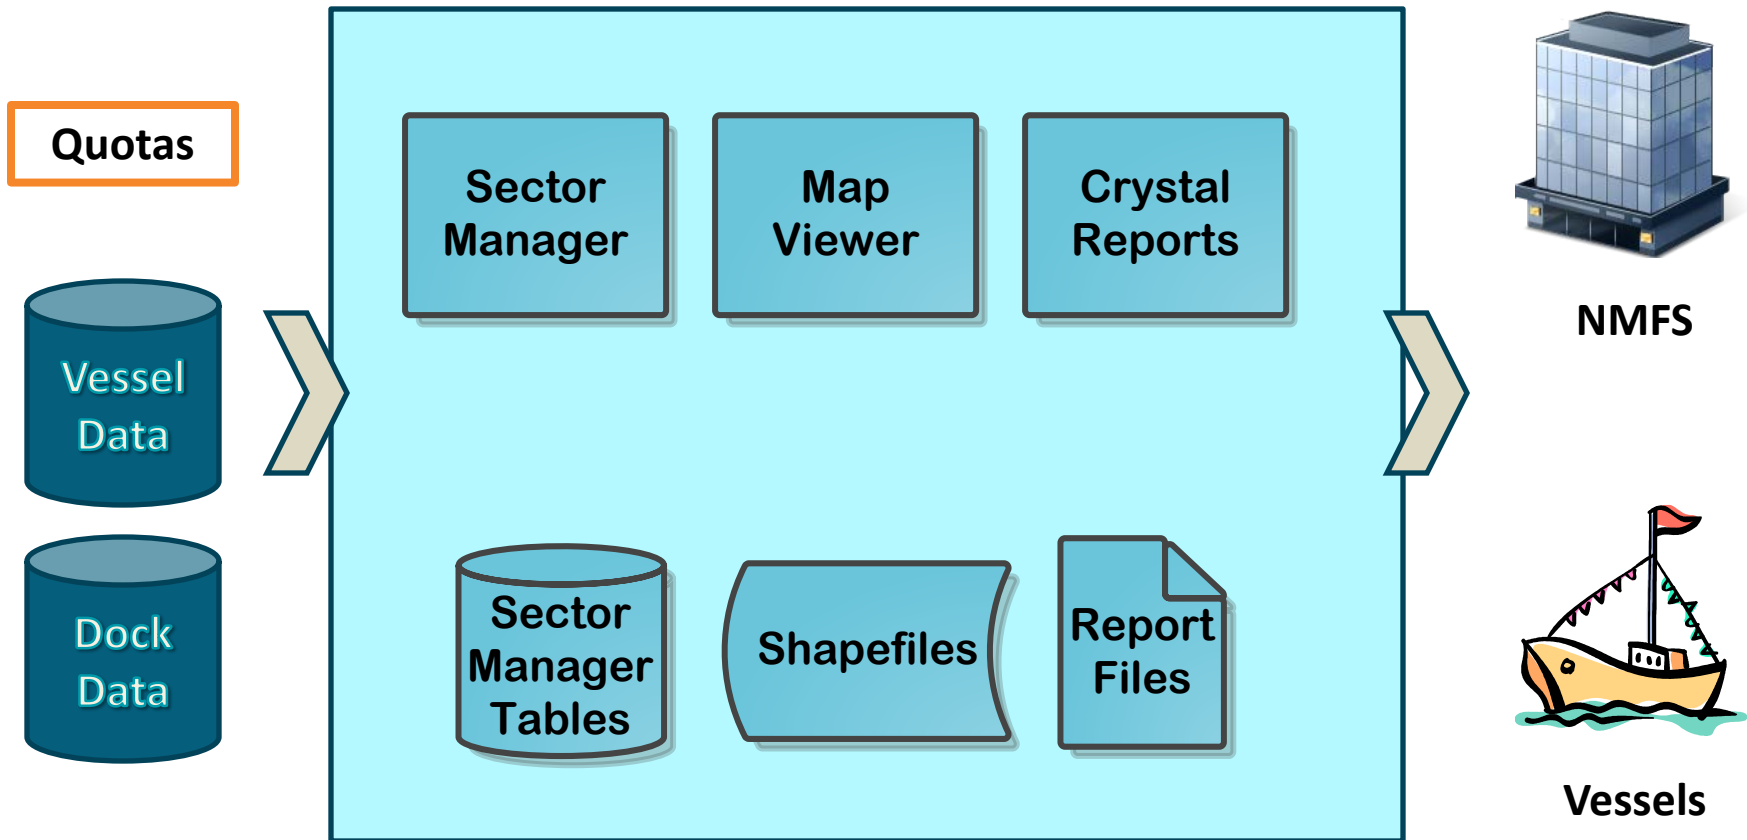 Quotas
Vessel
Data
Dock
Data
Sector
Manager
Map
Viewer
Crystal
Reports
Sector
Manager
Tables
Shapefiles
Report
Files
NMFS
Vessels